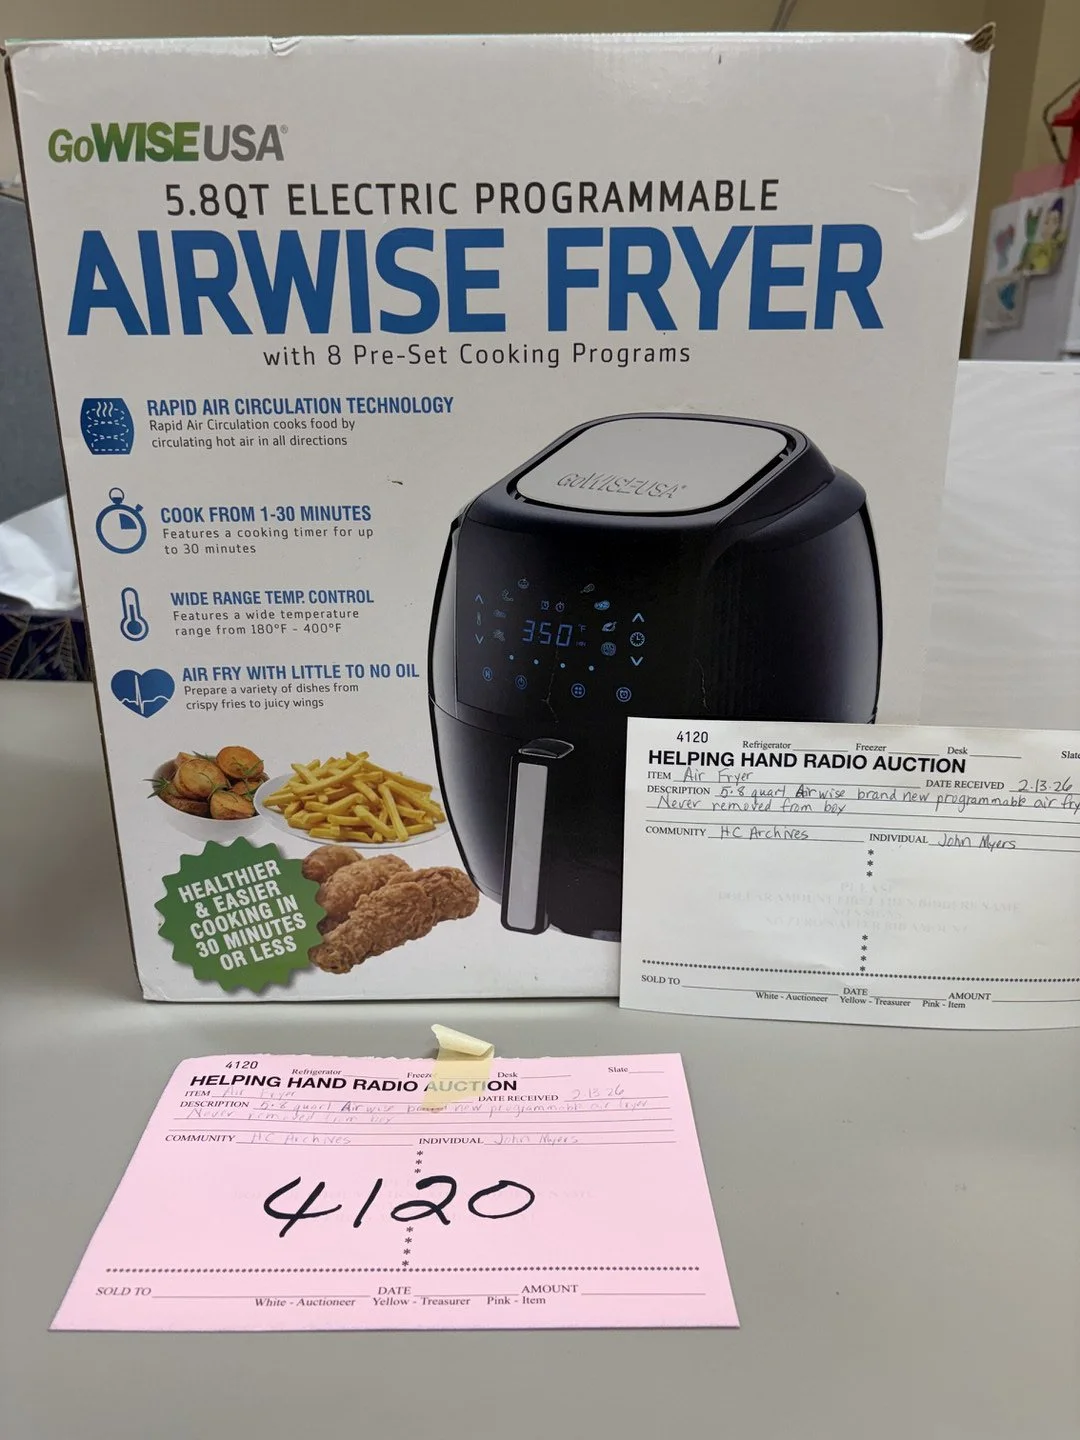 GoWISE USA®
5.8QT ELECTRIC PROGRAMMABLE
AIRWISE FRYER
with 8 Pre-Set Cooking Programs
RAPID AIR CIRCULATION TECHNOLOGY
Rapid Air Circulation cooks food by
circulating hot air in all directions
COOK FROM 1-30 MINUTES
Features a cooking timer for up
to 30 minutes
WIDE RANGE TEMP. CONTROL
Features a wide temperature
range from 180°F - 400°F
AIR FRY WITH LITTLE TO NO OIL
Prepare a variety of dishes from
crispy fries to juicy wings
GoWISE USA
350 °F
HEALTHIER
& EASIER
COOKING IN
30 MINUTES
OR LESS
4120
Refrigerator Freezer Desk Slate
HELPING HAND RADIO AUCTION
ITEM Air Fryer DATE RECEIVED 2-13-26
DESCRIPTION 5.8 quart Airwise brand new programmable air fry
Never removed from box
COMMUNITY HC Archives INDIVIDUAL John Myers
SOLD TO DATE AMOUNT
White - Auctioneer Yellow - Treasurer Pink - Item
4120
Refrigerator Freezer Desk Slate
HELPING HAND RADIO AUCTION
ITEM Air Fryer DATE RECEIVED 2-13-26
DESCRIPTION 5.8 quart Airwise brand new programmable air fryer
Never removed from box
COMMUNITY HC Archives INDIVIDUAL John Myers
4120
SOLD TO DATE AMOUNT
White - Auctioneer Yellow - Treasurer Pink - Item